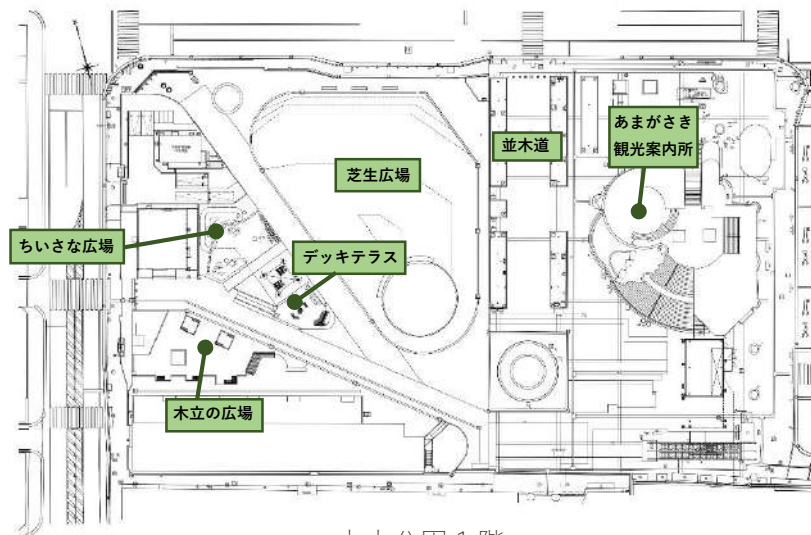 あまがさき
観光案内所
並木道
芝生広場
ちいさな広場
デッキテラス
木立の広場